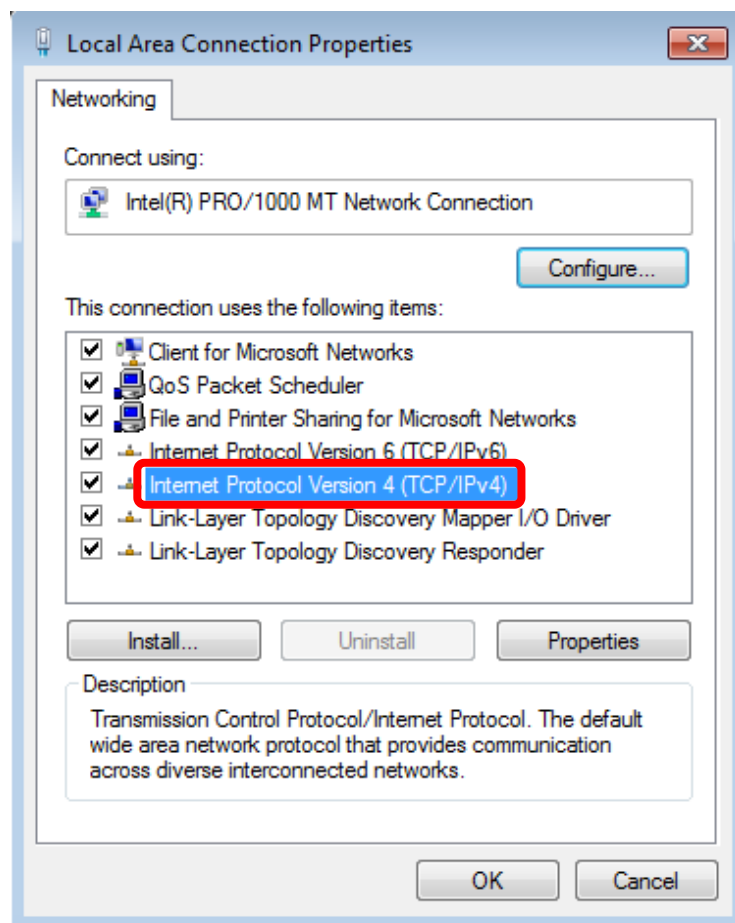 Local Area Connection Properties
Networking
Connect using:
Intel(R) PRO/1000 MT Network Connection
Configure...
This connection uses the following items:
Client for Microsoft Networks
QoS Packet Scheduler
File and Printer Sharing for Microsoft Networks
Internet Protocol Version 6 (TCP/IPv6)
Internet Protocol Version 4 (TCP/IPv4)
Link-Layer Topology Discovery Mapper I/O Driver
Link-Layer Topology Discovery Responder
Install... Uninstall Properties
Description
Transmission Control Protocol/Internet Protocol. The default
wide area network protocol that provides communication
across diverse interconnected networks.
OK Cancel